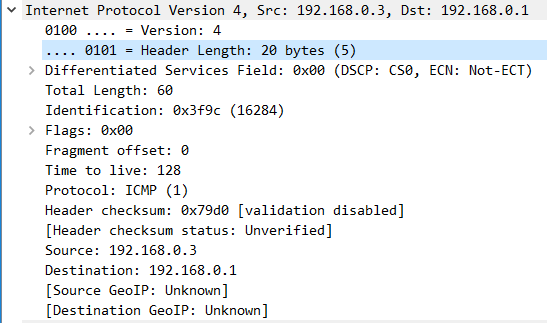 Internet Protocol Version 4, Src: 192.168.0.3, Dst: 192.168.0.1
0100 .... = Version: 4
.... 0101 = Header Length: 20 bytes (5)
Differentiated Services Field: 0x00 (DSCP: CS0, ECN: Not-ECT)
Total Length: 60
Identification: 0x3f9c (16284)
Flags: 0x00
Fragment offset: 0
Time to live: 128
Protocol: ICMP (1)
Header checksum: 0x79d0 [validation disabled]
[Header checksum status: Unverified]
Source: 192.168.0.3
Destination: 192.168.0.1
[Source GeoIP: Unknown]
[Destination GeoIP: Unknown]